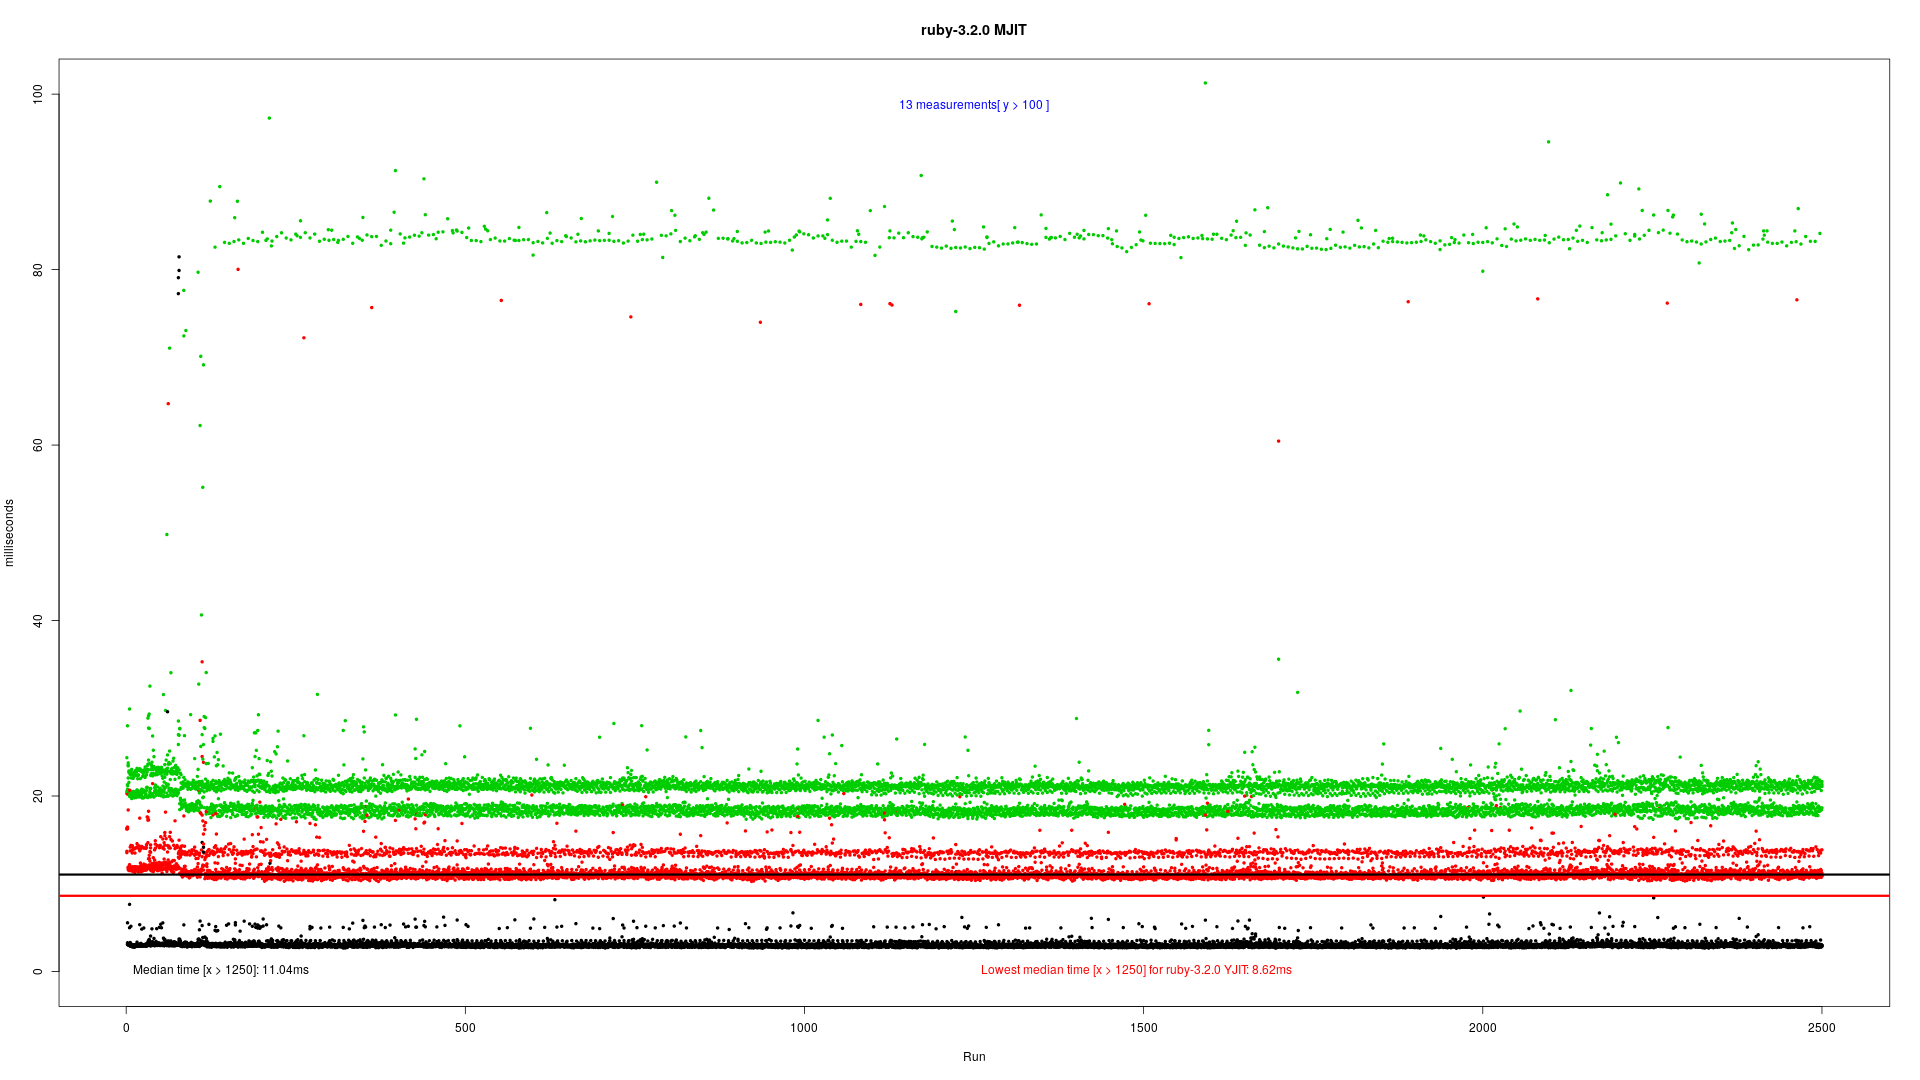 ruby-3.2.0 MJIT
13 measurements[ y > 100 ]
milliseconds
100
80
60
40
20
0
Median time [x > 1250]: 11.04ms
Lowest median time [x > 1250] for ruby-3.2.0 YJIT: 8.62ms
0 500 1000 1500 2000 2500
Run